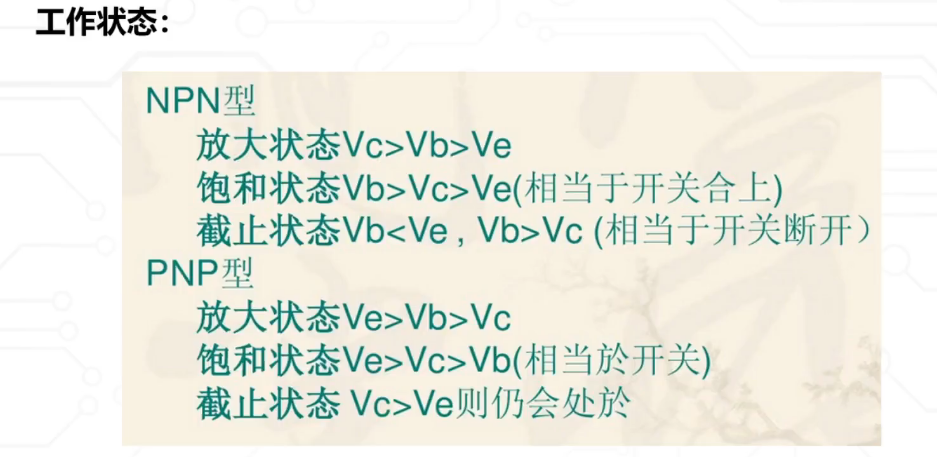 工作状态：
NPN型
放大状态Vc>Vb>Ve
饱和状态Vb>Vc>Ve(相当于开关合上)
截止状态Vb<Ve , Vb>Vc (相当于开关断开）
PNP型
放大状态Ve>Vb>Vc
饱和状态Ve>Vc>Vb(相当於开关)
截止状态 Vc>Ve则仍会处於